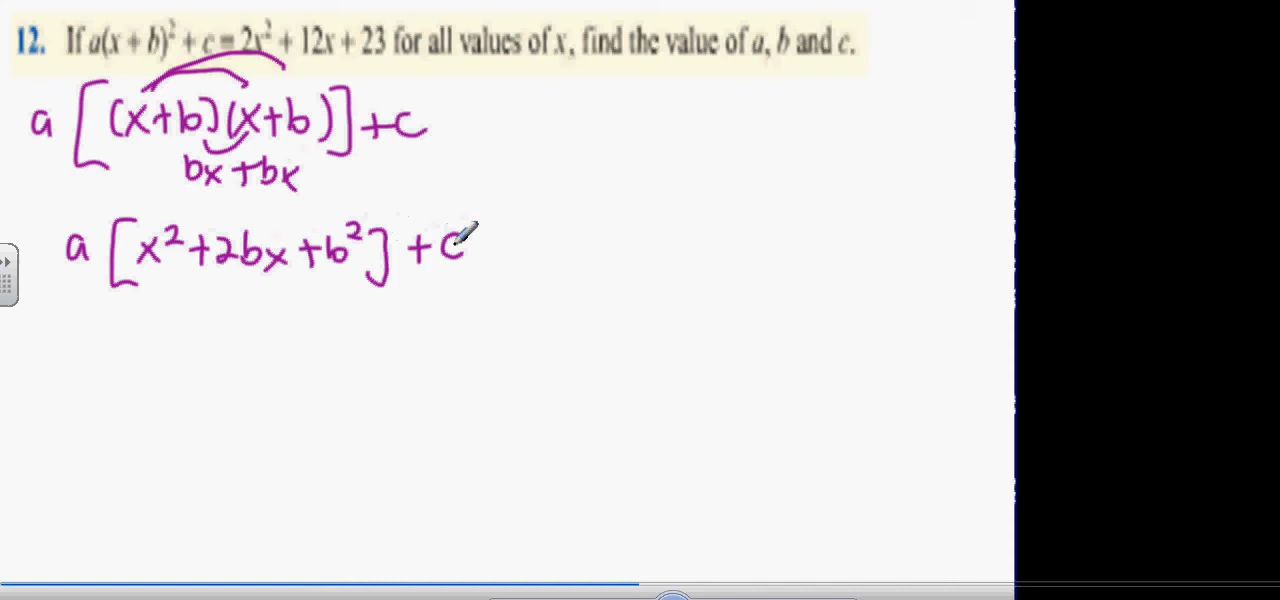 12. If a(x + b)² + c = 2x² + 12x + 23 for all values of x, find the value of a, b and c.
a [(x+b)(x+b)]+c
bx+bx
a [x²+2bx+b²] +c